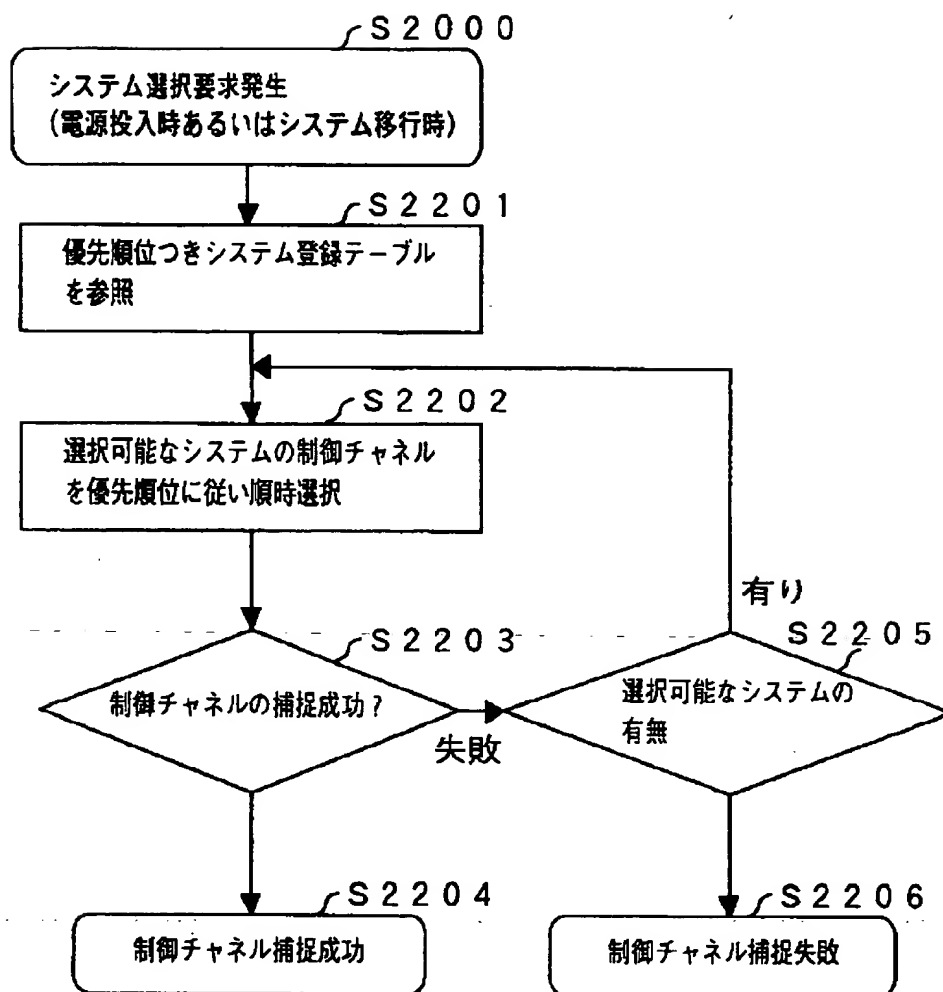 S2000
システム選択要求発生
(電源投入時あるいはシステム移行時)
S2201
優先順位つきシステム登録テーブル
を参照
S2202
選択可能なシステムの制御チャネル
を優先順位に従い順時選択
有り
S2203
制御チャネルの捕捉成功?
失敗
S2205
選択可能なシステムの
有無
S2204
制御チャネル捕捉成功
S2206
制御チャネル捕捉失敗